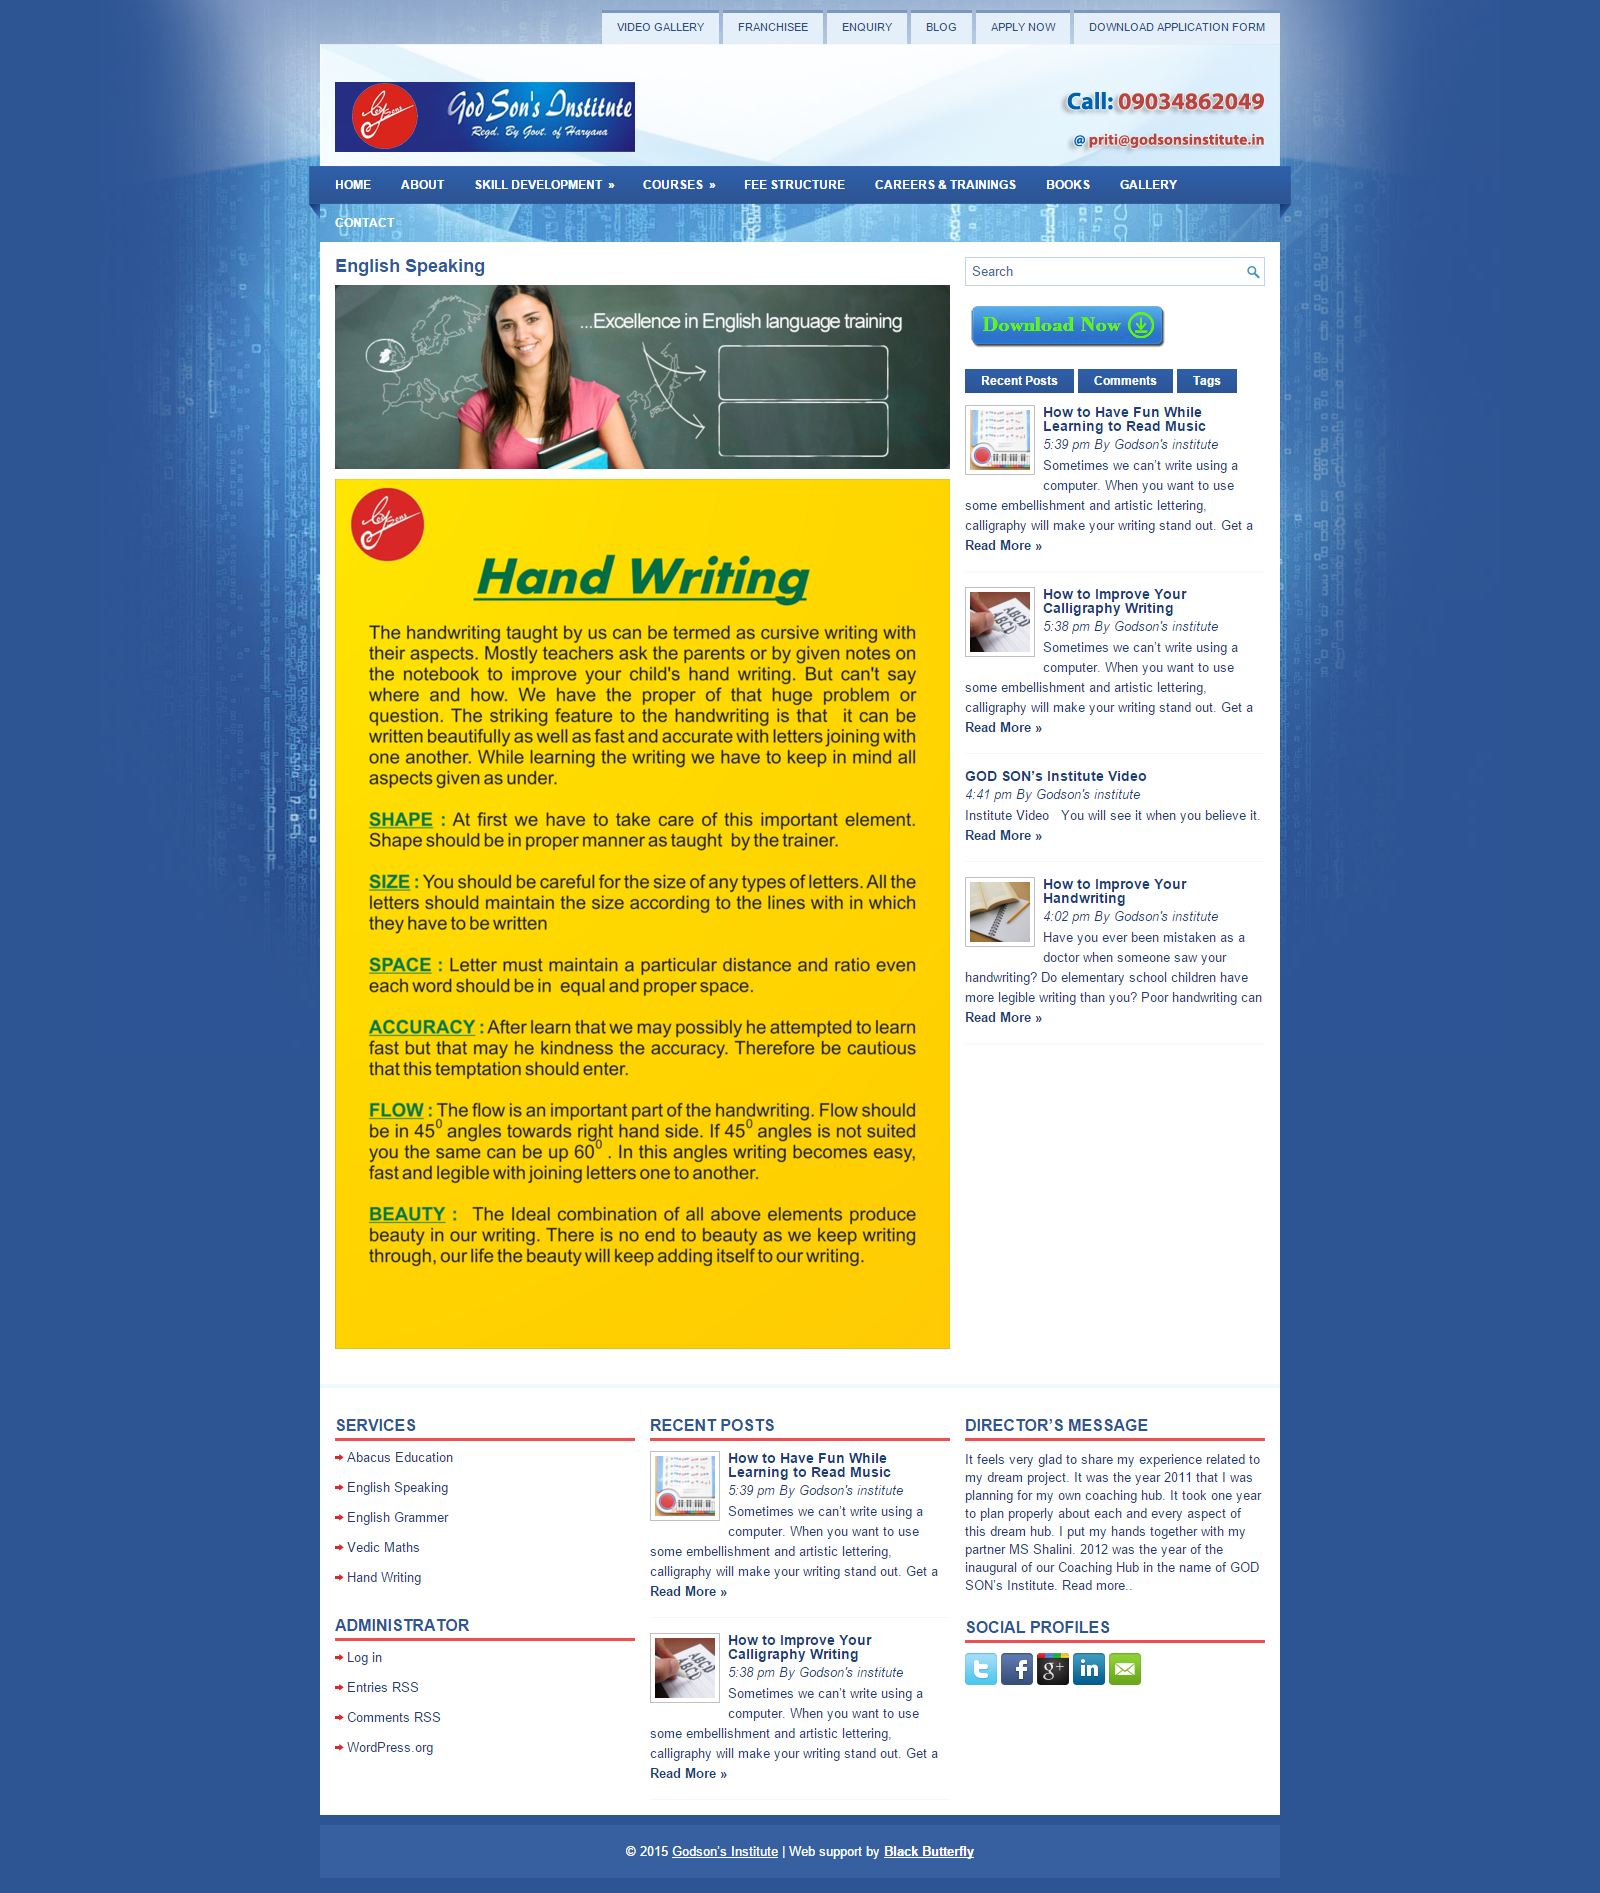 VIDEO GALLERY
FRANCHISEE
ENQUIRY
BLOG
APPLY NOW
DOWNLOAD APPLICATION FORM
God Son's Institute
Regd. By Govt. of Haryana
Call: 09034862049
@ priti@godsonsinstitute.in
HOME
ABOUT
SKILL DEVELOPMENT »
COURSES »
FEE STRUCTURE
CAREERS & TRAININGS
BOOKS
GALLERY
CONTACT
English Speaking
...Excellence in English language training
Hand Writing
The handwriting taught by us can be termed as cursive writing with
their aspects. Mostly teachers ask the parents or by given notes on
the notebook to improve your child's hand writing. But can't say
where and how. We have the proper of that huge problem or
question. The striking feature to the handwriting is that it can be
written beautifully as well as fast and accurate with letters joining with
one another. While learning the writing we have to keep in mind all
aspects given as under.
SHAPE : At first we have to take care of this important element.
Shape should be in proper manner as taught by the trainer.
SIZE : You should be careful for the size of any types of letters. All the
letters should maintain the size according to the lines with in which
they have to be written
SPACE : Letter must maintain a particular distance and ratio even
each word should be in equal and proper space.
ACCURACY : After learn that we may possibly he attempted to learn
fast but that may he kindness the accuracy. Therefore be cautious
that this temptation should enter.
FLOW : The flow is an important part of the handwriting. Flow should
be in 45⁰ angles towards right hand side. If 45⁰ angles is not suited
you the same can be up 60⁰ . In this angles writing becomes easy,
fast and legible with joining letters one to another.
BEAUTY : The Ideal combination of all above elements produce
beauty in our writing. There is no end to beauty as we keep writing
through, our life the beauty will keep adding itself to our writing.
Search
Download Now
Recent Posts
Comments
Tags
How to Have Fun While
Learning to Read Music
5:39 pm By Godson's institute
Sometimes we can’t write using a
computer. When you want to use
some embellishment and artistic lettering,
calligraphy will make your writing stand out. Get a
Read More »
How to Improve Your
Calligraphy Writing
5:38 pm By Godson's institute
ABCD
ABCD
Sometimes we can’t write using a
computer. When you want to use
some embellishment and artistic lettering,
calligraphy will make your writing stand out. Get a
Read More »
GOD SON’s Institute Video
4:41 pm By Godson's institute
Institute Video You will see it when you believe it.
Read More »
How to Improve Your
Handwriting
4:02 pm By Godson's institute
Have you ever been mistaken as a
doctor when someone saw your
handwriting? Do elementary school children have
more legible writing than you? Poor handwriting can
Read More »
SERVICES
Abacus Education
English Speaking
English Grammer
Vedic Maths
Hand Writing
ADMINISTRATOR
Log in
Entries RSS
Comments RSS
WordPress.org
RECENT POSTS
How to Have Fun While
Learning to Read Music
5:39 pm By Godson's institute
Sometimes we can’t write using a
computer. When you want to use
some embellishment and artistic lettering,
calligraphy will make your writing stand out. Get a
Read More »
How to Improve Your
Calligraphy Writing
5:38 pm By Godson's institute
ABCD
ABCD
Sometimes we can’t write using a
computer. When you want to use
some embellishment and artistic lettering,
calligraphy will make your writing stand out. Get a
Read More »
DIRECTOR’S MESSAGE
It feels very glad to share my experience related to
my dream project. It was the year 2011 that I was
planning for my own coaching hub. It took one year
to plan properly about each and every aspect of
this dream hub. I put my hands together with my
partner MS Shalini. 2012 was the year of the
inaugural of our Coaching Hub in the name of GOD
SON’s Institute. Read more..
SOCIAL PROFILES
© 2015 Godson's Institute | Web support by Black Butterfly